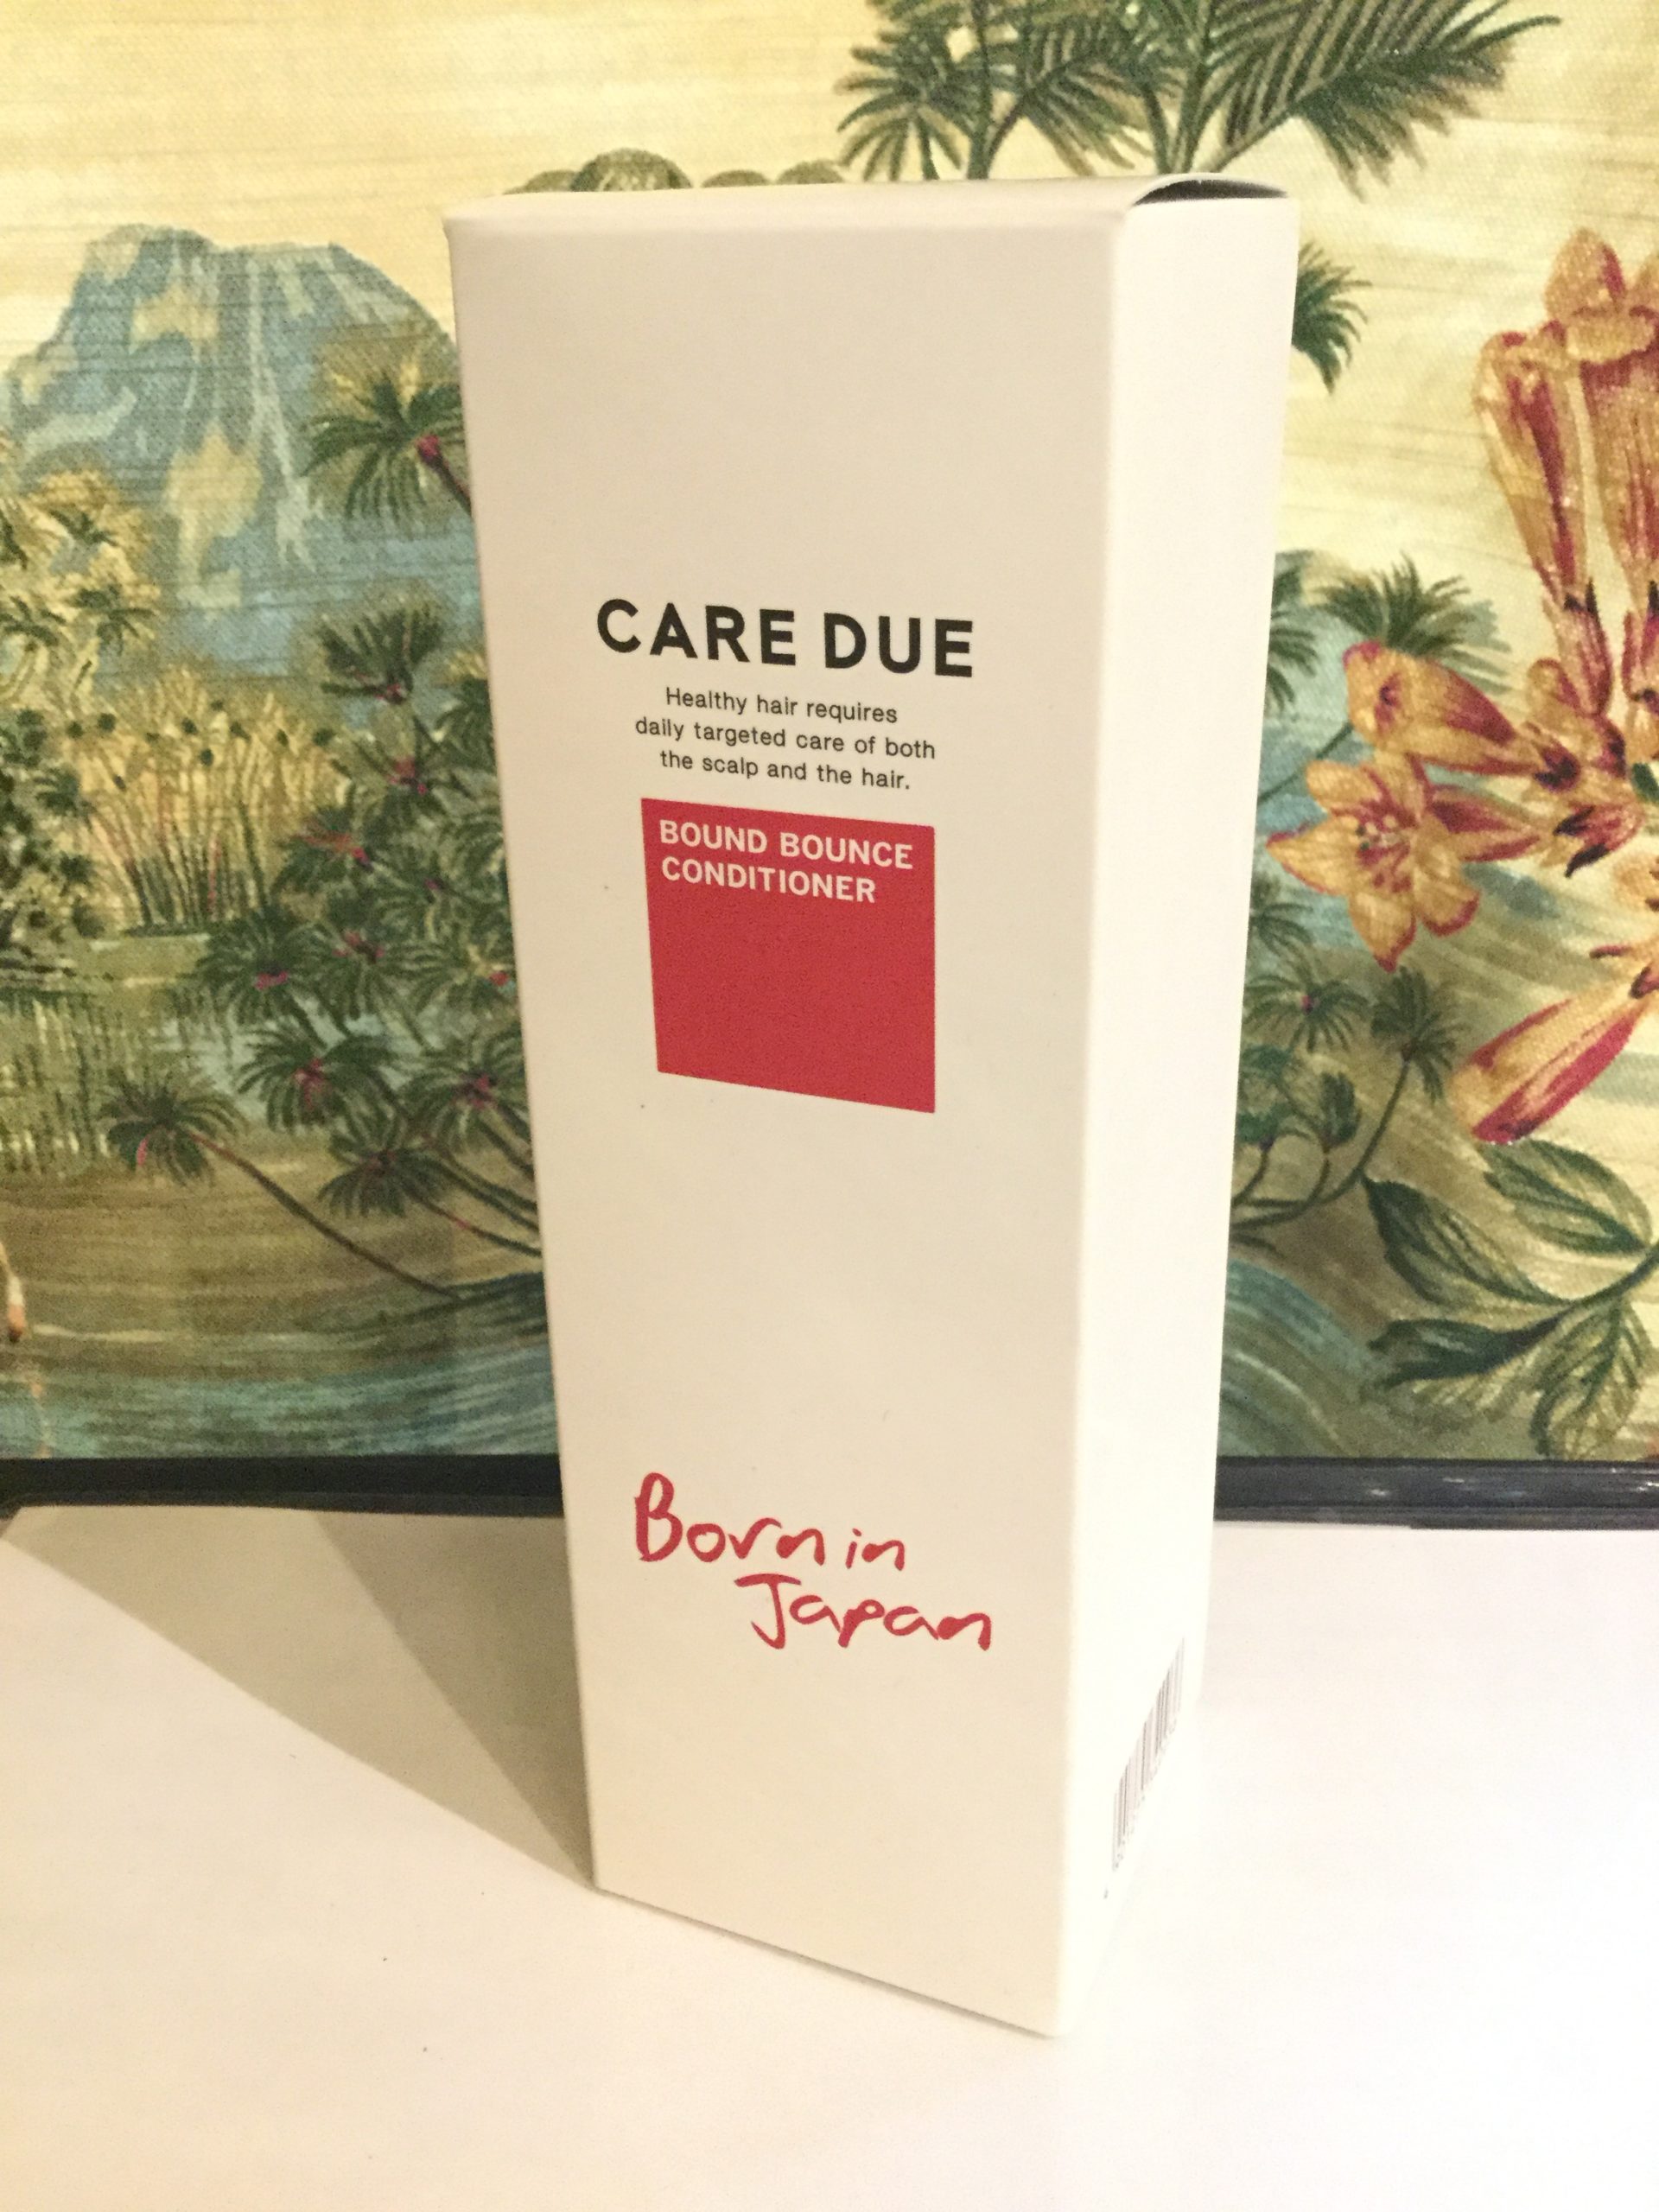 CARE DUE
Healthy hair requires
daily targeted care of both
the scalp and the hair.
BOUND BOUNCE
CONDITIONER
Born in
Japan